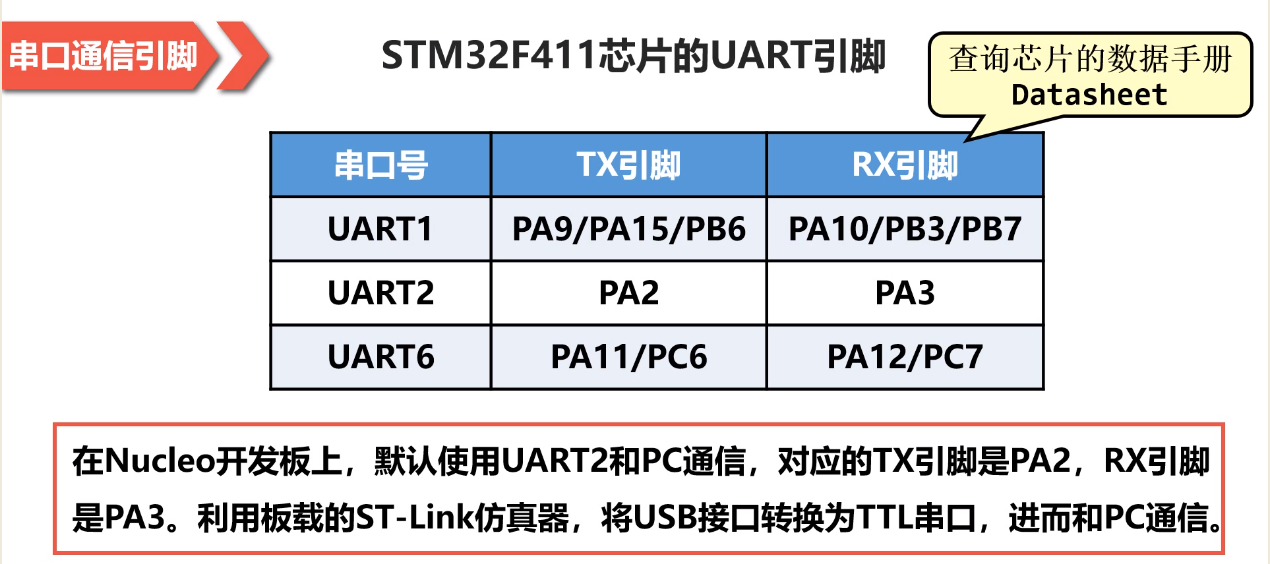 串口通信引脚
STM32F411芯片的UART引脚
查询芯片的数据手册
Datasheet
串口号 TX引脚 RX引脚
UART1 PA9/PA15/PB6 PA10/PB3/PB7
UART2 PA2 PA3
UART6 PA11/PC6 PA12/PC7
在Nucleo开发板上，默认使用UART2和PC通信，对应的TX引脚是PA2，RX引脚
是PA3。利用板载的ST-Link仿真器，将USB接口转换为TTL串口，进而和PC通信。